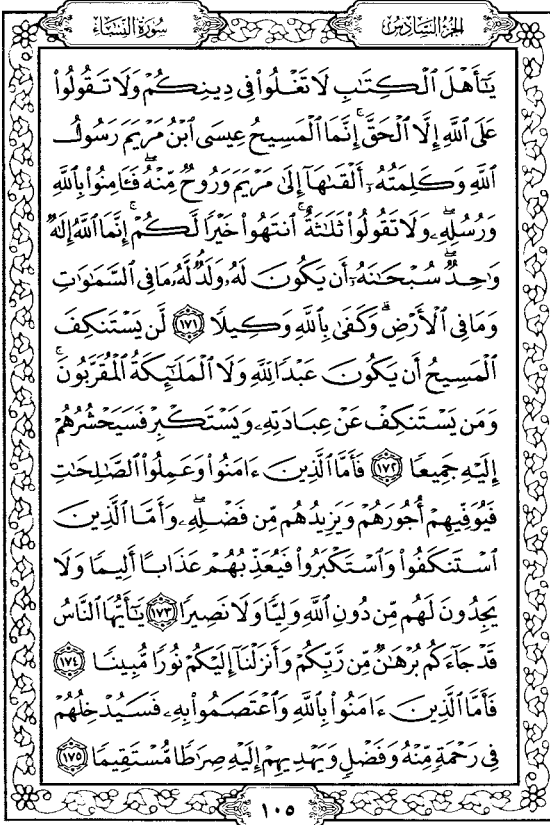 سُورَةُ النِّسَاءِ
الجُزءُ السَّادِسُ
يَٰٓأَهۡلَ ٱلۡكِتَٰبِ لَا تَغۡلُواْ فِي دِينِكُمۡ وَلَا تَقُولُواْ
عَلَى ٱللَّهِ إِلَّا ٱلۡحَقَّۚ إِنَّمَا ٱلۡمَسِيحُ عِيسَى ٱبۡنُ مَرۡيَمَ رَسُولُ
ٱللَّهِ وَكَلِمَتُهُۥٓ أَلۡقَىٰهَآ إِلَىٰ مَرۡيَمَ وَرُوحٞ مِّنۡهُۖ فَـَٔامِنُواْ بِٱللَّهِ
وَرُسُلِهِۦۖ وَلَا تَقُولُواْ ثَلَٰثَةٌۚ ٱنتَهُواْ خَيۡرٗا لَّكُمۡۚ إِنَّمَا ٱللَّهُ إِلَٰهٞ
وَٰحِدٞۖ سُبۡحَٰنَهُۥٓ أَن يَكُونَ لَهُۥ وَلَدٞۘ لَّهُۥ مَا فِي ٱلسَّمَٰوَٰتِ
وَمَا فِي ٱلۡأَرۡضِۗ وَكَفَىٰ بِٱللَّهِ وَكِيلٗا ١٧١ لَّن يَسۡتَنكِفَ
ٱلۡمَسِيحُ أَن يَكُونَ عَبۡدٗا لِّلَّهِ وَلَا ٱلۡمَلَٰٓئِكَةُ ٱلۡمُقَرَّبُونَۚ
وَمَن يَسۡتَنكِفۡ عَنۡ عِبَادَتِهِۦ وَيَسۡتَكۡبِرۡ فَسَيَحۡشُرُهُمۡ
إِلَيۡهِ جَمِيعٗا ١٧٢ فَأَمَّا ٱلَّذِينَ ءَامَنُواْ وَعَمِلُواْ ٱلصَّٰلِحَٰتِ
فَيُوَفِّيهِمۡ أُجُورَهُمۡ وَيَزِيدُهُم مِّن فَضۡلِهِۦۖ وَأَمَّا ٱلَّذِينَ
ٱسۡتَنكَفُواْ وَٱسۡتَكۡبَرُواْ فَيُعَذِّبُهُمۡ عَذَابًا أَلِيمٗا وَلَا
يَجِدُونَ لَهُم مِّن دُونِ ٱللَّهِ وَلِيّٗا وَلَا نَصِيرٗا ١٧٣ يَٰٓأَيُّهَا ٱلنَّاسُ
قَدۡ جَآءَكُم بُرۡهَٰنٞ مِّن رَّبِّكُمۡ وَأَنزَلۡنَآ إِلَيۡكُمۡ نُورٗا مُّبِينٗا ١٧٤
فَأَمَّا ٱلَّذِينَ ءَامَنُواْ بِٱللَّهِ وَٱعۡتَصَمُواْ بِهِۦ فَسَيُدۡخِلُهُمۡ
فِي رَحۡمَةٖ مِّنۡهُ وَفَضۡلٖ وَيَهۡدِيهِمۡ إِلَيۡهِ صِرَٰطٗا مُّسۡتَقِيمٗا ١٧٥
١٠٥